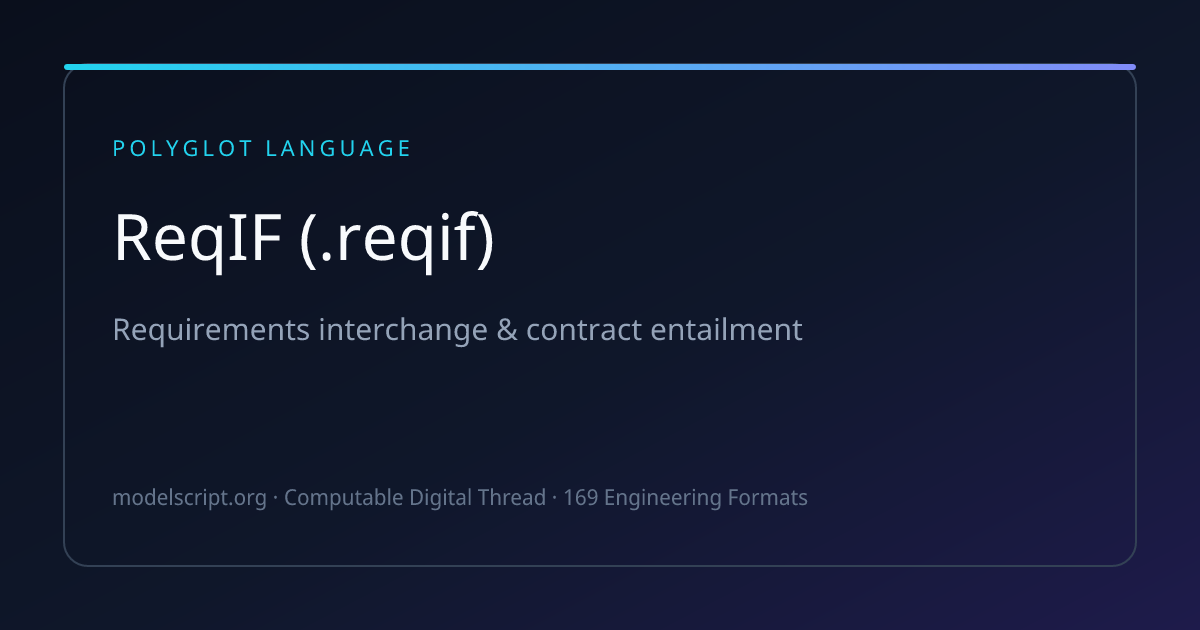 POLYGLOT LANGUAGE
ReqIF (.reqif)
Requirements interchange & contract entailment
modelscript.org · Computable Digital Thread · 169 Engineering Formats